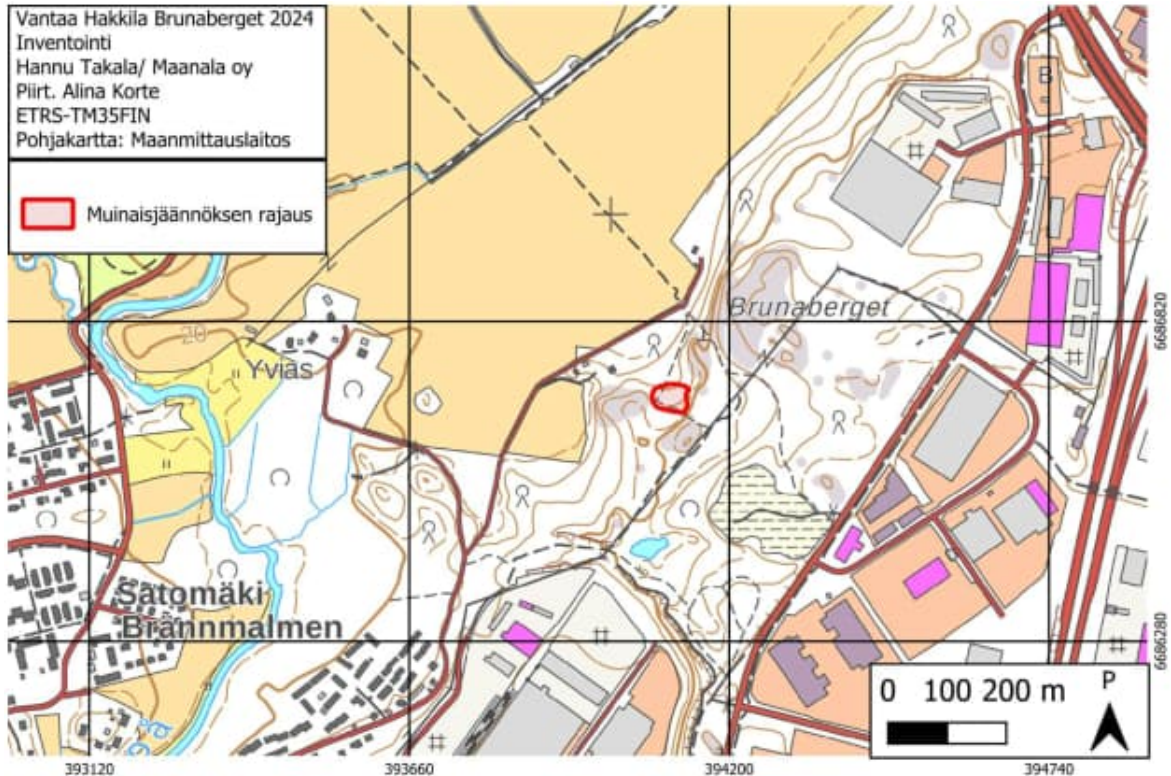 Vantaa Hakkila Brunaberget 2024
Inventointi
Hannu Takala/ Maanala oy
Piirt. Alina Korte
ETRS-TM35FIN
Pohjakartta: Maanmittauslaitos
Muinaisjäännöksen rajaus
Brunaberget
20
Yviäs
Satomäki
Brännmalmen
6686820
6686280
0 100 200 m
P
393120
393660
394200
394740